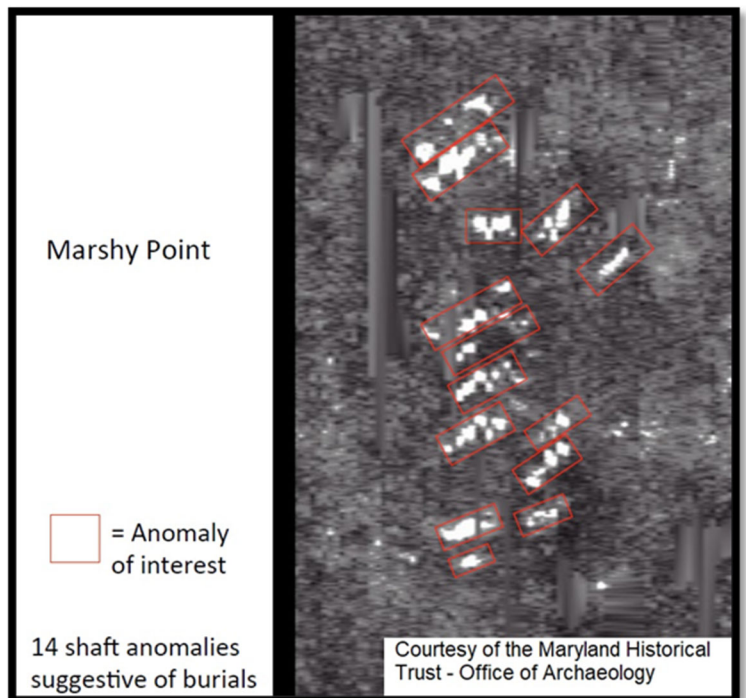 Marshy Point
= Anomaly
of interest
14 shaft anomalies
suggestive of burials
Courtesy of the Maryland Historical
Trust - Office of Archaeology